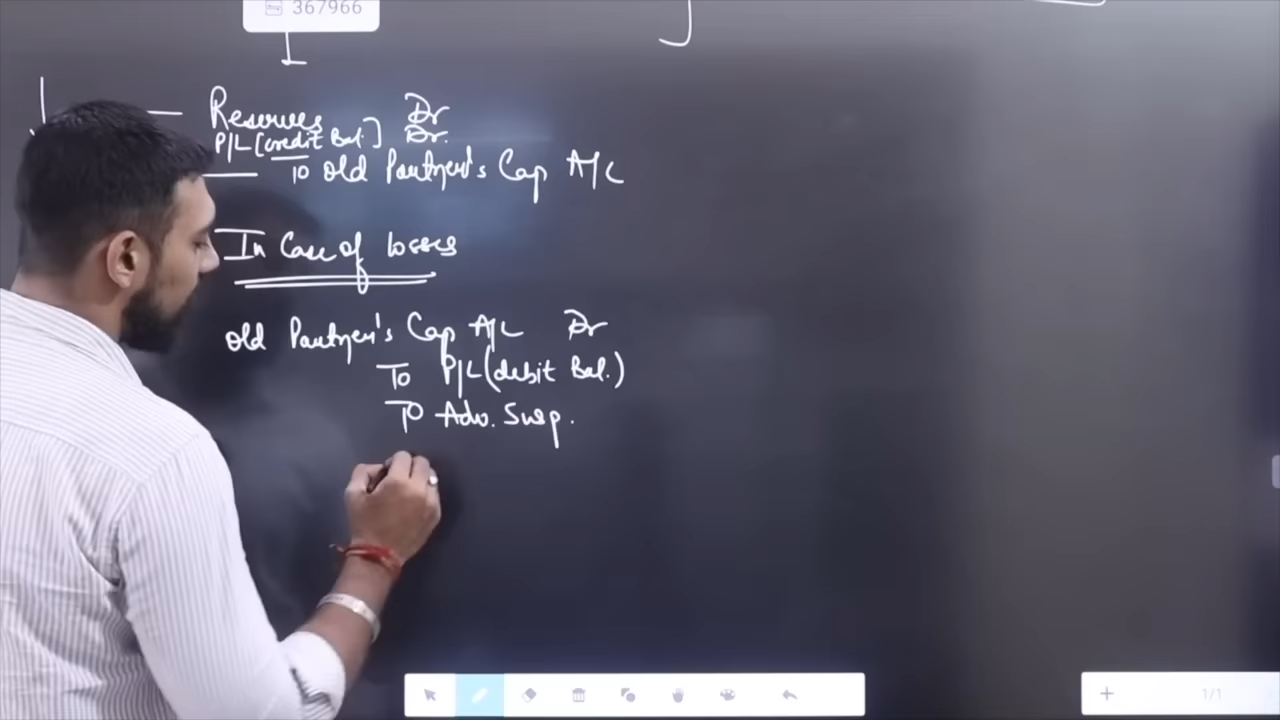 367966
Reserves Dr
P/L [credit Bal.] Dr.
To Old Partner's Cap A/c
In Case of losses
Old Partner's Cap A/c Dr
To P/L (debit Bal.)
To Adv. Susp.
1/1